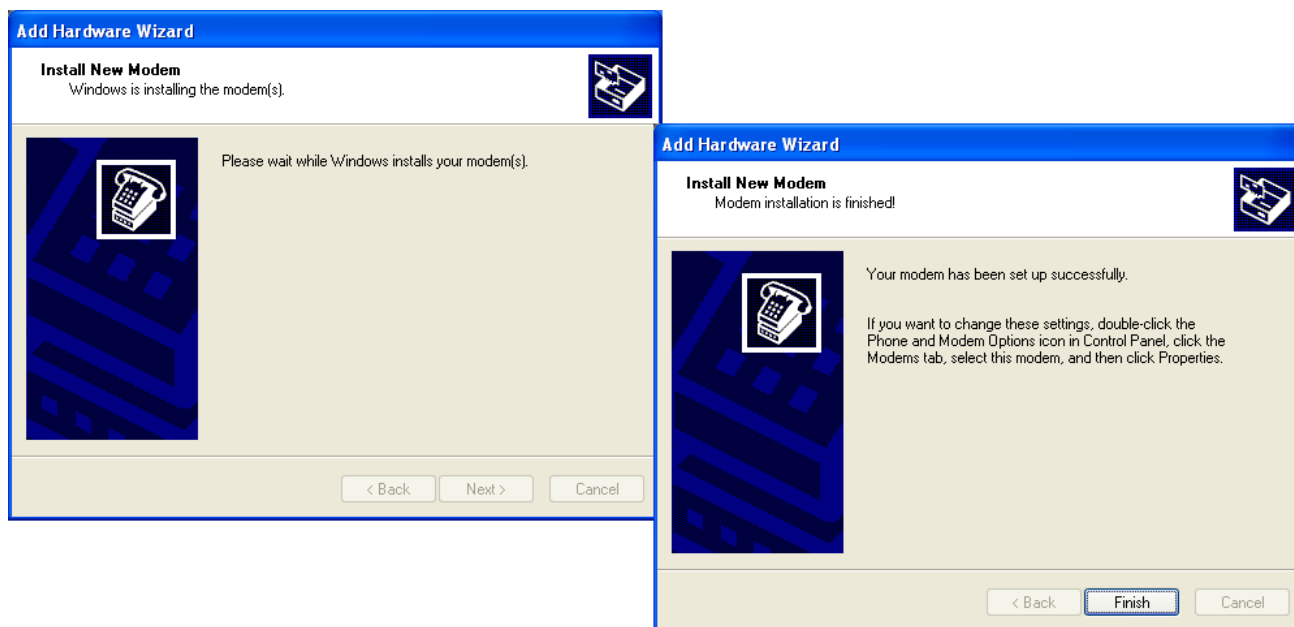 Add Hardware Wizard
Install New Modem
Windows is installing the modem(s).
Please wait while Windows installs your modem(s).
< Back
Next >
Cancel
Add Hardware Wizard
Install New Modem
Modem installation is finished!
Your modem has been set up successfully.
If you want to change these settings, double-click the
Phone and Modem Options icon in Control Panel, click the
Modems tab, select this modem, and then click Properties.
< Back
Finish
Cancel